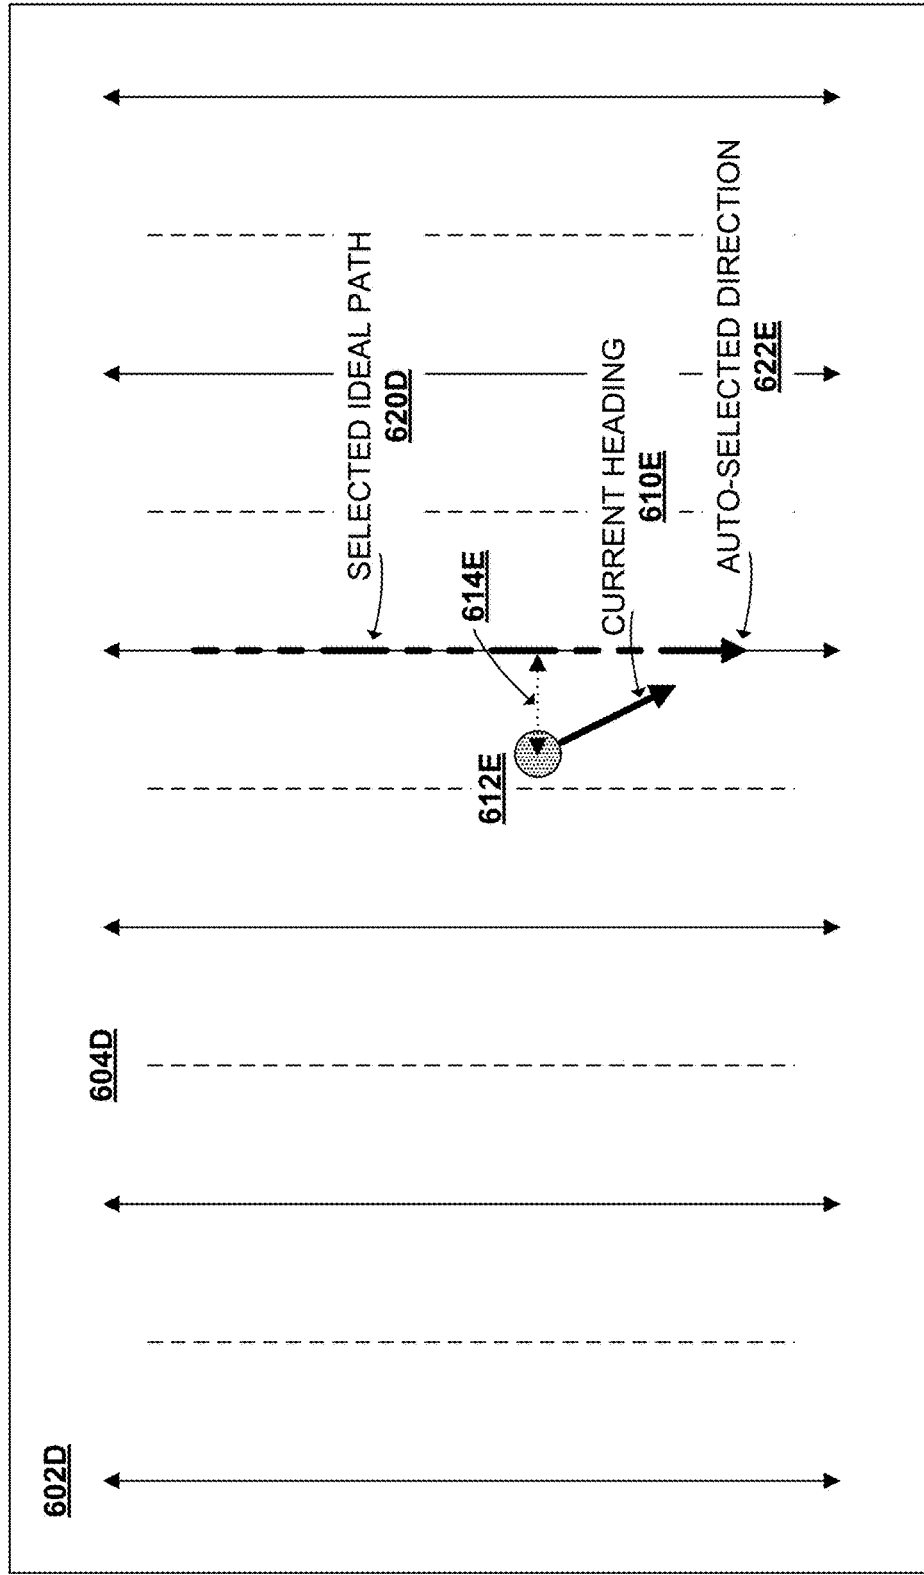 602D
604D
612E
614E
SELECTED IDEAL PATH
620D
CURRENT HEADING
610E
AUTO-SELECTED DIRECTION
622E